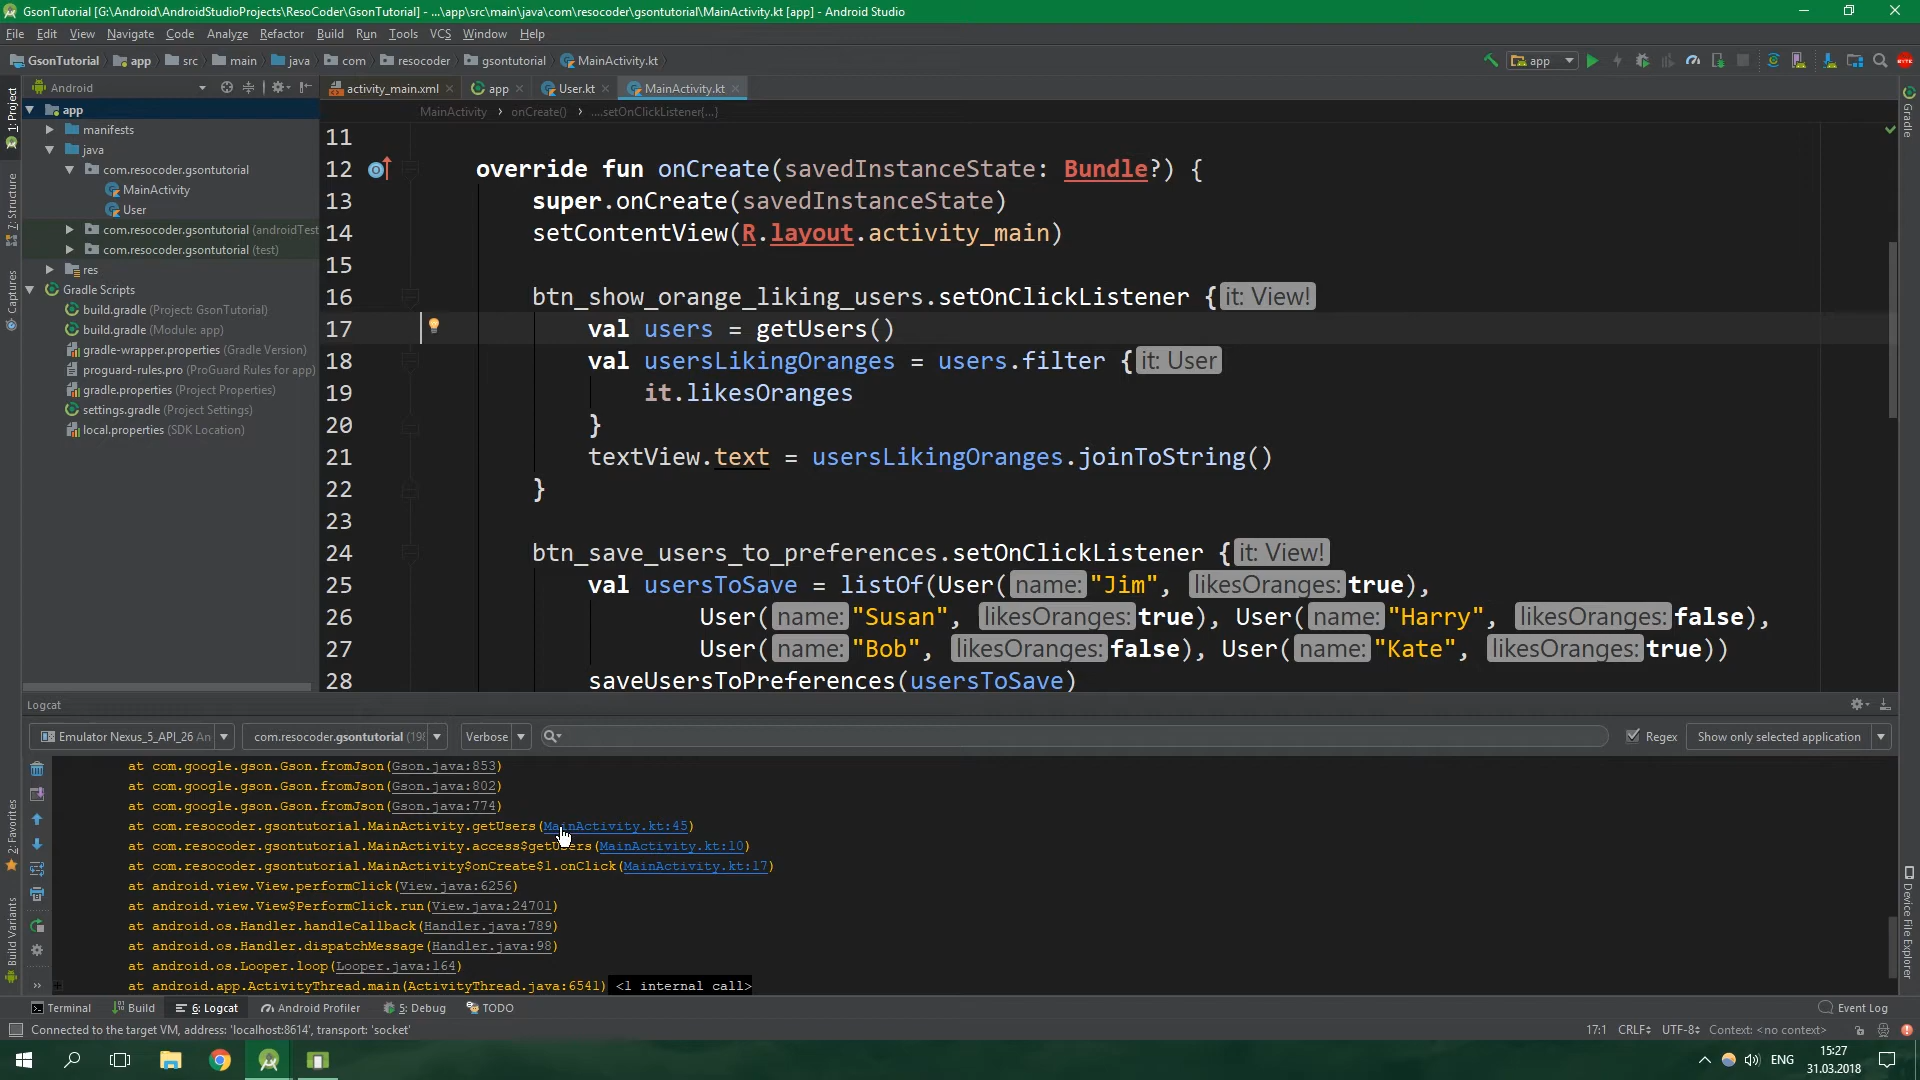 GsonTutorial [G:\Android\AndroidStudioProjects\ResoCoder\GsonTutorial] - ...\app\src\main\java\com\resocoder\gsontutorial\MainActivity.kt [app] - Android Studio
File Edit View Navigate Code Analyze Refactor Build Run Tools VCS Window Help
GsonTutorial app src main java com resocoder gsontutorial MainActivity.kt app
Android activity_main.xml app User.kt MainActivity.kt
MainActivity onCreate() ....setOnClickListener{...}
1: Project
7: Structure
Captures
2: Favorites
Build Variants
Gradle
Device File Explorer
app
manifests
java
com.resocoder.gsontutorial
MainActivity
User
com.resocoder.gsontutorial (androidTest
com.resocoder.gsontutorial (test)
res
Gradle Scripts
build.gradle (Project: GsonTutorial)
build.gradle (Module: app)
gradle-wrapper.properties (Gradle Version)
proguard-rules.pro (ProGuard Rules for app)
gradle.properties (Project Properties)
settings.gradle (Project Settings)
local.properties (SDK Location)
11
12 override fun onCreate(savedInstanceState: Bundle?) {
13 super.onCreate(savedInstanceState)
14 setContentView(R.layout.activity_main)
15
16 btn_show_orange_liking_users.setOnClickListener { it: View!
17 val users = getUsers()
18 val usersLikingOranges = users.filter { it: User
19 it.likesOranges
20 }
21 textView.text = usersLikingOranges.joinToString()
22 }
23
24 btn_save_users_to_preferences.setOnClickListener { it: View!
25 val usersToSave = listOf(User( name: "Jim", likesOranges: true),
26 User( name: "Susan", likesOranges: true), User( name: "Harry", likesOranges: false),
27 User( name: "Bob", likesOranges: false), User( name: "Kate", likesOranges: true))
28 saveUsersToPreferences(usersToSave)
Logcat
Emulator Nexus_5_API_26 An com.resocoder.gsontutorial (198 Verbose Regex Show only selected application
at com.google.gson.Gson.fromJson(Gson.java:853)
at com.google.gson.Gson.fromJson(Gson.java:802)
at com.google.gson.Gson.fromJson(Gson.java:774)
at com.resocoder.gsontutorial.MainActivity.getUsers(MainActivity.kt:45)
at com.resocoder.gsontutorial.MainActivity.access$getUsers(MainActivity.kt:10)
at com.resocoder.gsontutorial.MainActivity$onCreate$1.onClick(MainActivity.kt:17)
at android.view.View.performClick(View.java:6256)
at android.view.View$PerformClick.run(View.java:24701)
at android.os.Handler.handleCallback(Handler.java:789)
at android.os.Handler.dispatchMessage(Handler.java:98)
at android.os.Looper.loop(Looper.java:164)
at android.app.ActivityThread.main(ActivityThread.java:6541) <1 internal call>
Terminal Build 6: Logcat Android Profiler 5: Debug TODO Event Log
Connected to the target VM, address: 'localhost:8614', transport: 'socket' 17:1 CRLF UTF-8 Context: <no context>
ENG 15:27
31.03.2018